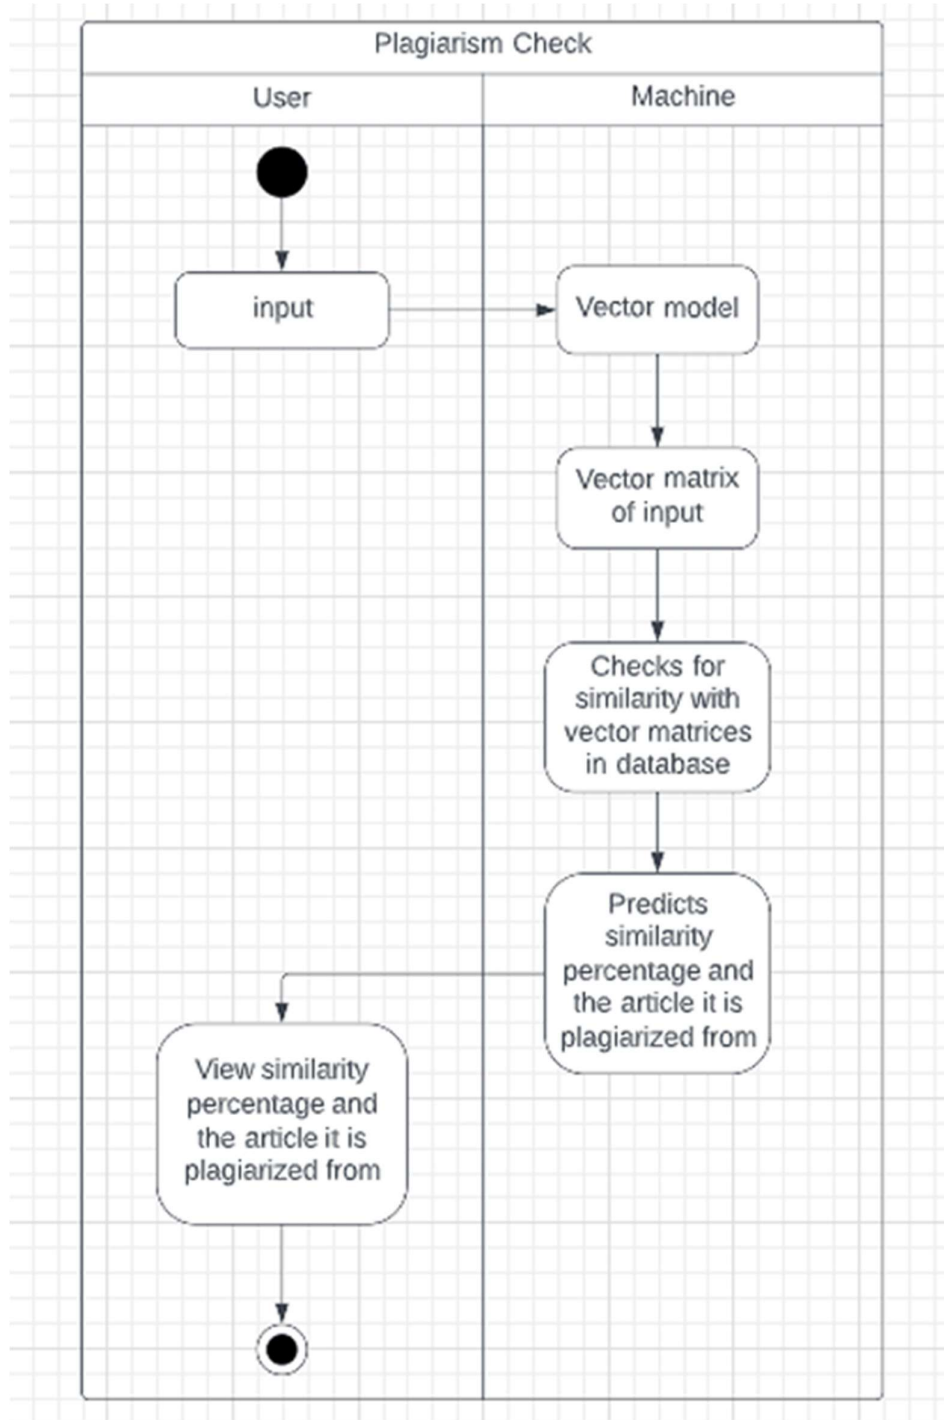 Plagiarism Check
User
Machine
input
Vector model
Vector matrix
of input
Checks for
similarity with
vector matrices
in database
Predicts
similarity
percentage and
the article it is
plagiarized from
View similarity
percentage and
the article it is
plagiarized from